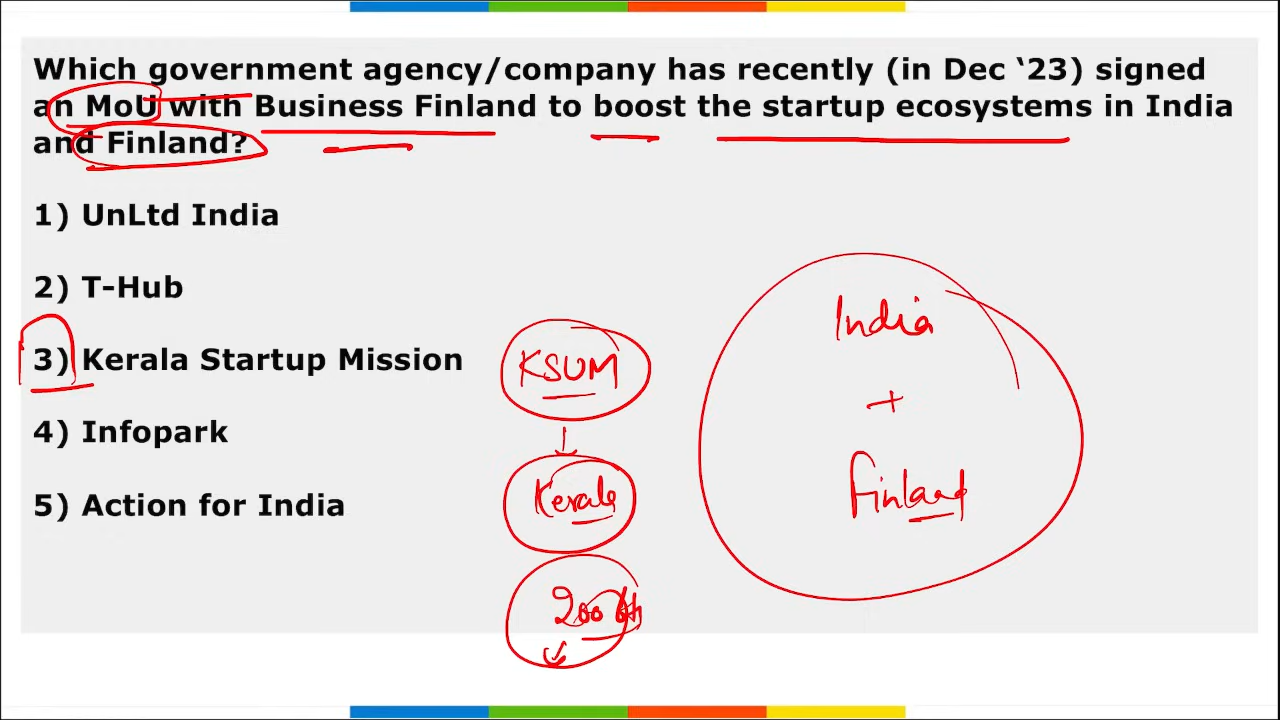 Which government agency/company has recently (in Dec ‘23) signed
an MoU with Business Finland to boost the startup ecosystems in India
and Finland?
1) UnLtd India
2) T-Hub
3) Kerala Startup Mission
4) Infopark
5) Action for India
KSUM
Kerala
200
India
+
Finland